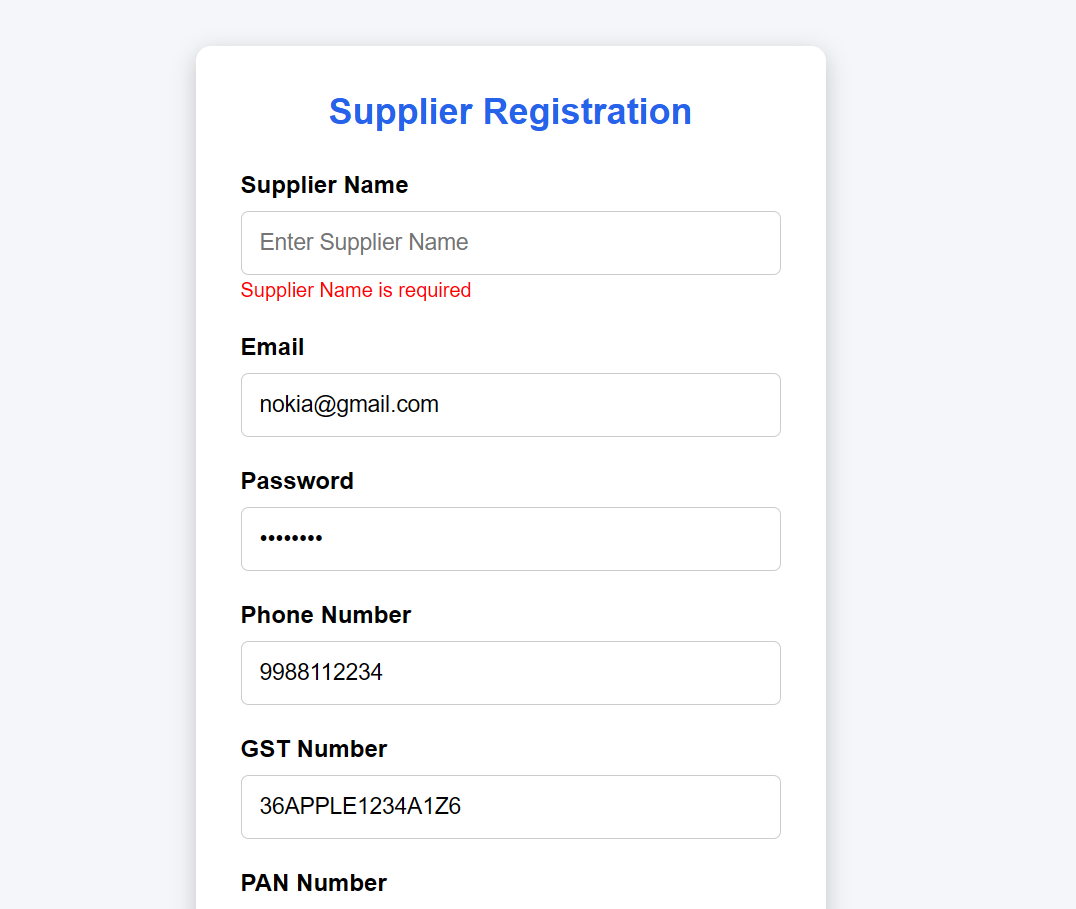 Supplier Registration
Supplier Name
Enter Supplier Name
Supplier Name is required
Email
nokia@gmail.com
Password
••••••••
Phone Number
9988112234
GST Number
36APPLE1234A1Z6
PAN Number